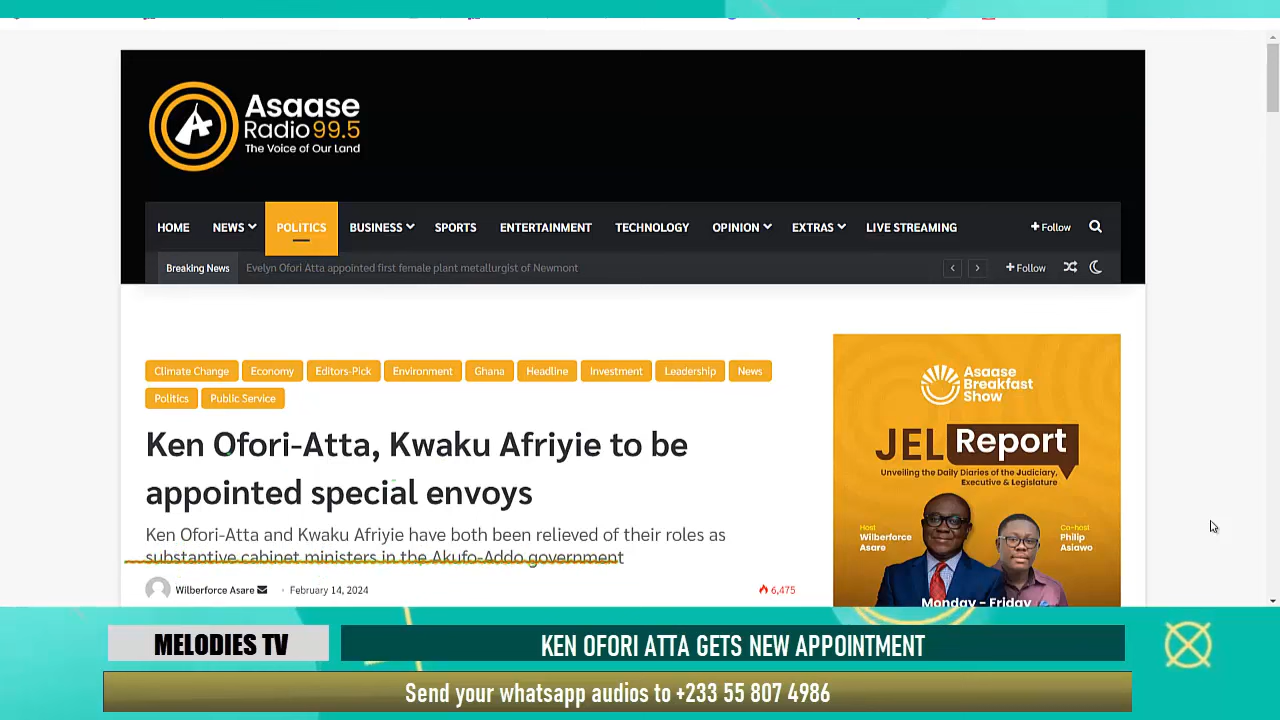 Asaase
Radio 99.5
The Voice of Our Land
HOME NEWS POLITICS BUSINESS SPORTS ENTERTAINMENT TECHNOLOGY OPINION EXTRAS LIVE STREAMING + Follow
Breaking News Evelyn Ofori Atta appointed first female plant metallurgist of Newmont + Follow
Climate Change Economy Editors-Pick Environment Ghana Headline Investment Leadership News
Politics Public Service
Ken Ofori-Atta, Kwaku Afriyie to be
appointed special envoys
Ken Ofori-Atta and Kwaku Afriyie have both been relieved of their roles as
substantive cabinet ministers in the Akufo-Addo government
Wilberforce Asare · February 14, 2024 6,475
Asaase
Breakfast
Show
JEL Report
Unveiling the Daily Diaries of the Judiciary,
Executive & Legislature
Host
Wilberforce
Asare
Co-host
Philip
Asiawo
Monday - Friday
MELODIES TV KEN OFORI ATTA GETS NEW APPOINTMENT
Send your whatsapp audios to +233 55 807 4986